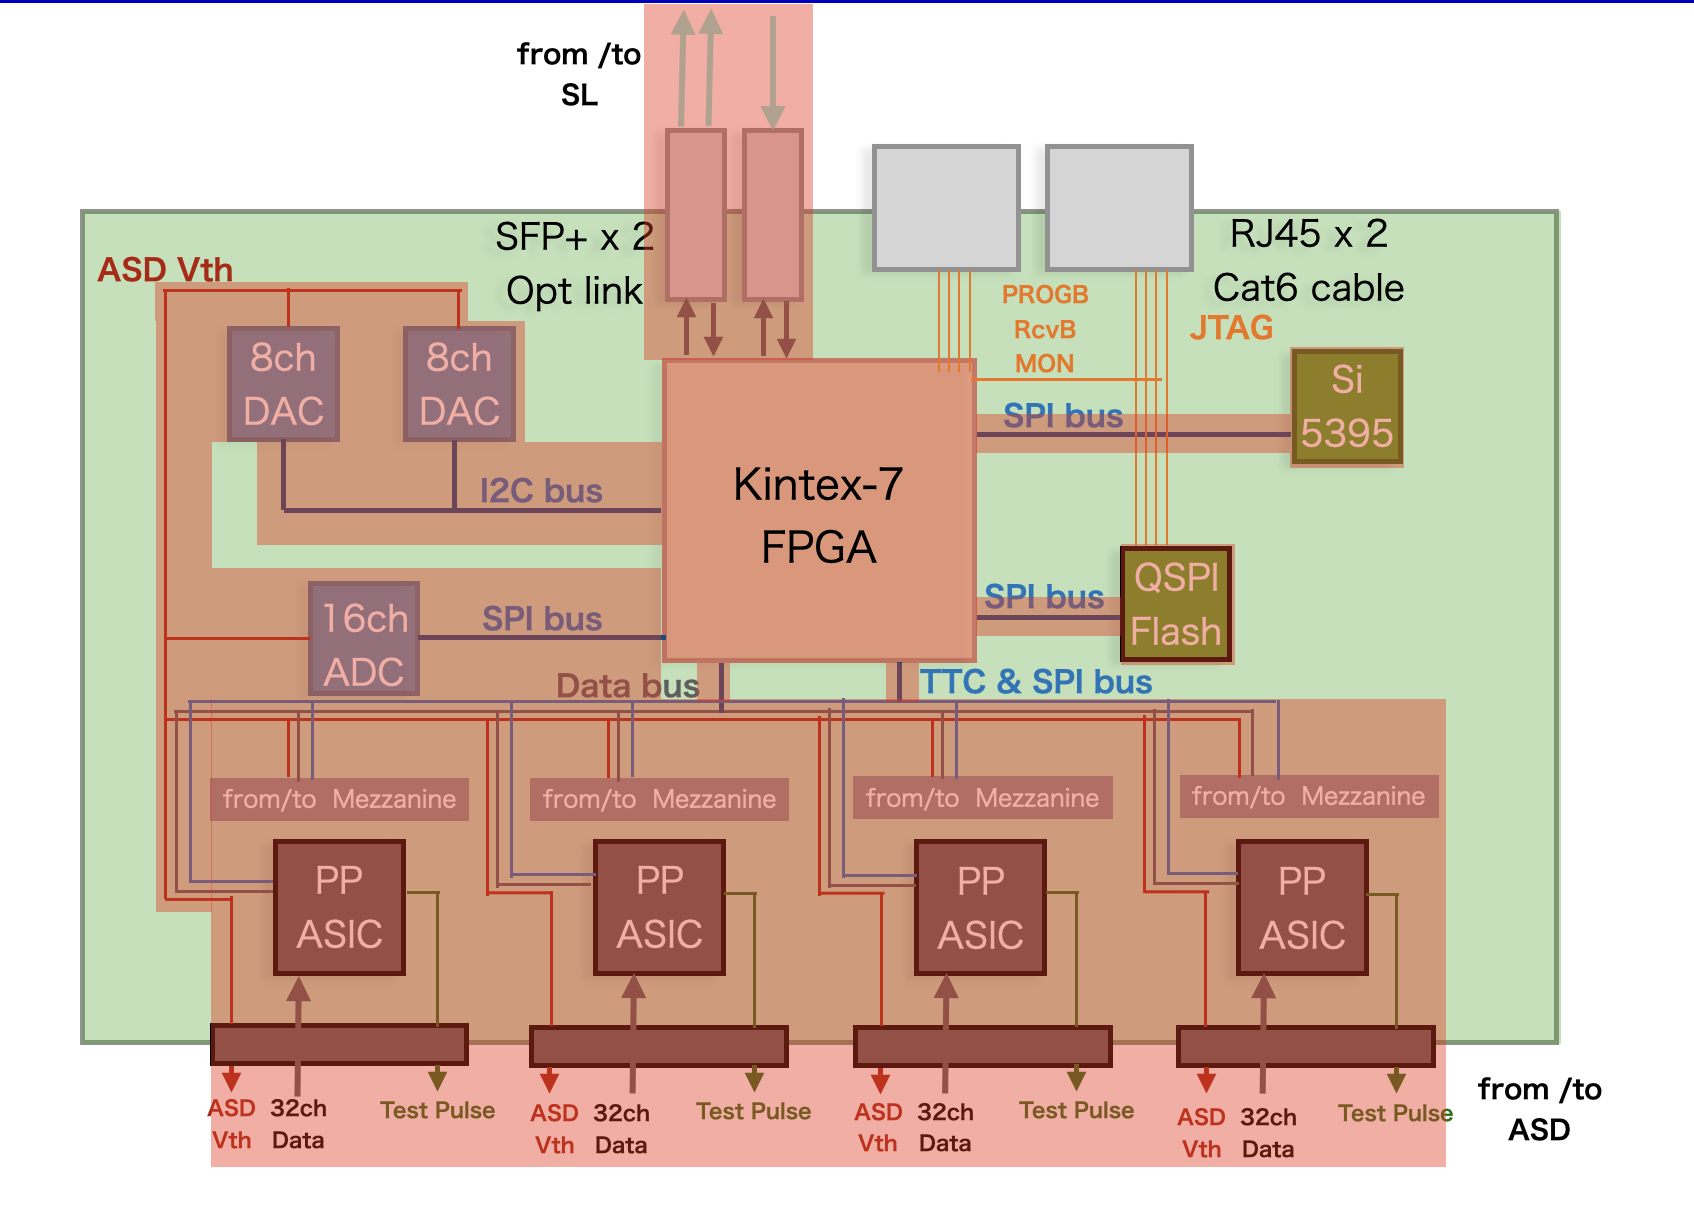 from /to
SL
SFP+ x 2
Opt link
RJ45 x 2
Cat6 cable
ASD Vth
PROGB
RcvB
MON
JTAG
8ch
DAC
8ch
DAC
Si
5395
SPI bus
Kintex-7
FPGA
I2C bus
16ch
ADC
SPI bus
SPI bus
QSPI
Flash
Data bus
TTC & SPI bus
from/to Mezzanine
from/to Mezzanine
from/to Mezzanine
from/to Mezzanine
PP
ASIC
PP
ASIC
PP
ASIC
PP
ASIC
ASD
Vth
32ch
Data
Test Pulse
ASD
Vth
32ch
Data
Test Pulse
ASD
Vth
32ch
Data
Test Pulse
ASD
Vth
32ch
Data
Test Pulse
from /to
ASD